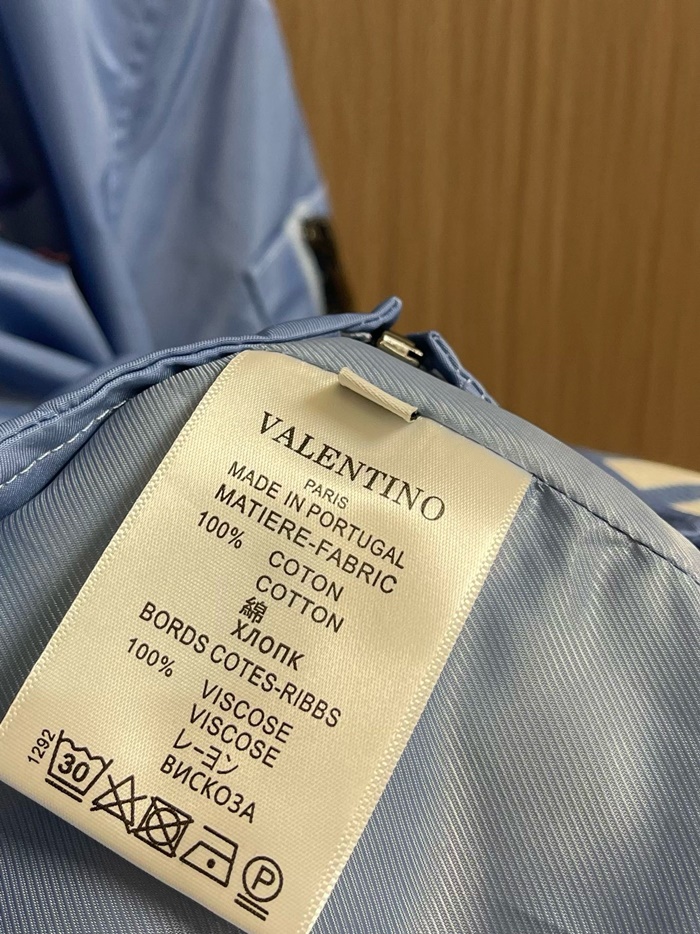 VALENTINO
PARIS
MADE IN PORTUGAL
MATIERE-FABRIC
100% COTON
COTTON
綿
ХЛОПК
BORDS COTES-RIBBS
100% VISCOSE
VISCOSE
レーヨン
ВИСКОЗА
1292
30
P